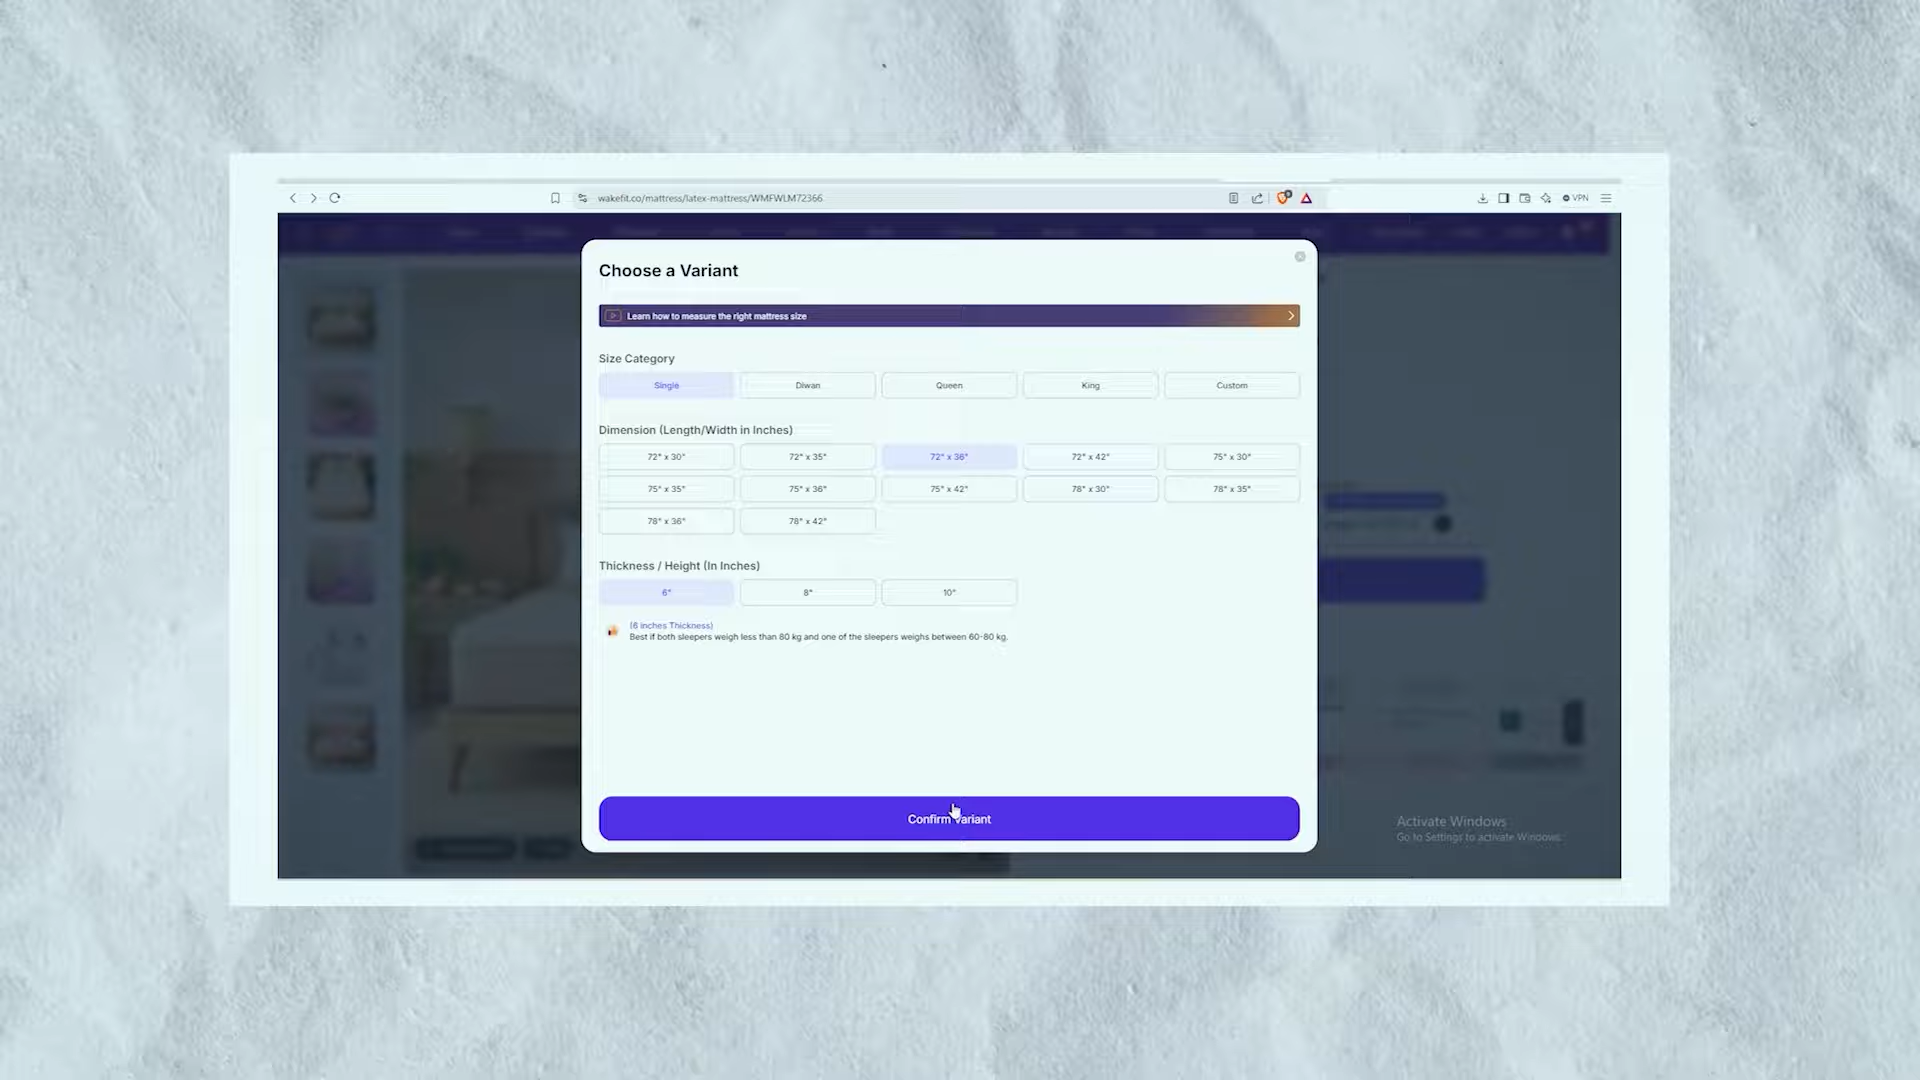 wakefit.co/mattress/latex-mattress/WMFWLM72366
VPN
Choose a Variant
Learn how to measure the right mattress size
Size Category
Single Diwan Queen King Custom
Dimension (Length/Width in Inches)
72" x 30" 72" x 35" 72" x 36" 72" x 42" 75" x 30"
75" x 35" 75" x 36" 75" x 42" 78" x 30" 78" x 35"
78" x 36" 78" x 42"
Thickness / Height (In Inches)
6" 8" 10"
(6 inches Thickness)
Best if both sleepers weigh less than 80 kg and one of the sleepers weighs between 60-80 kg.
Confirm Variant
Activate Windows
Go to Settings to activate Windows.